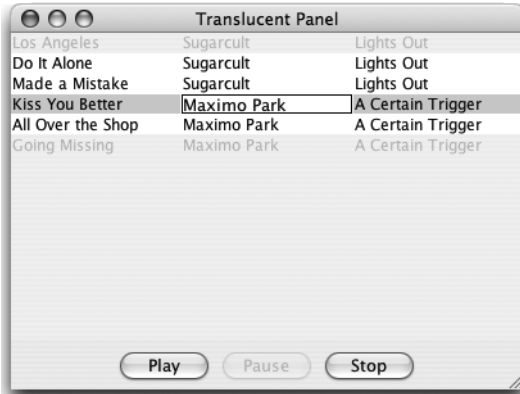 Translucent Panel
Los Angeles Sugarcult Lights Out
Do It Alone Sugarcult Lights Out
Made a Mistake Sugarcult Lights Out
Kiss You Better Maximo Park A Certain Trigger
All Over the Shop Maximo Park A Certain Trigger
Going Missing Maximo Park A Certain Trigger
Play Pause Stop